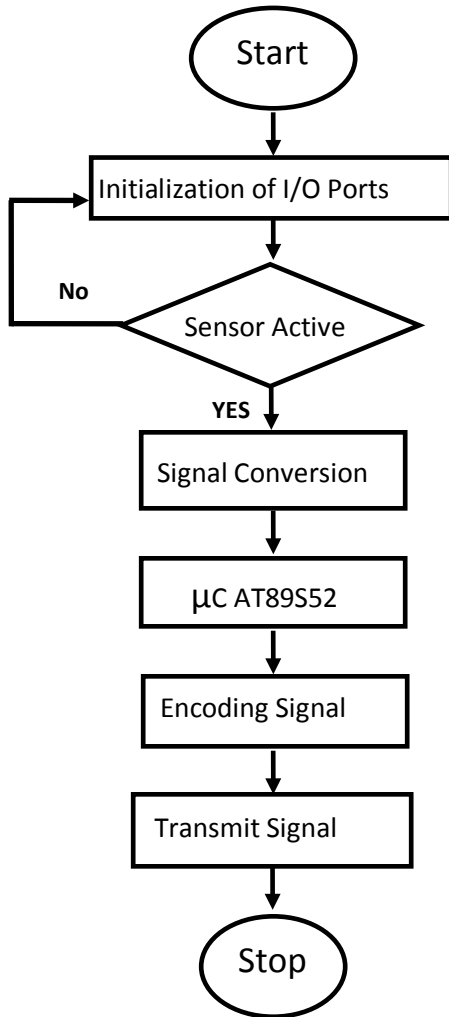 Start
Initialization of I/O Ports
No
Sensor Active
YES
Signal Conversion
µC AT89S52
Encoding Signal
Transmit Signal
Stop